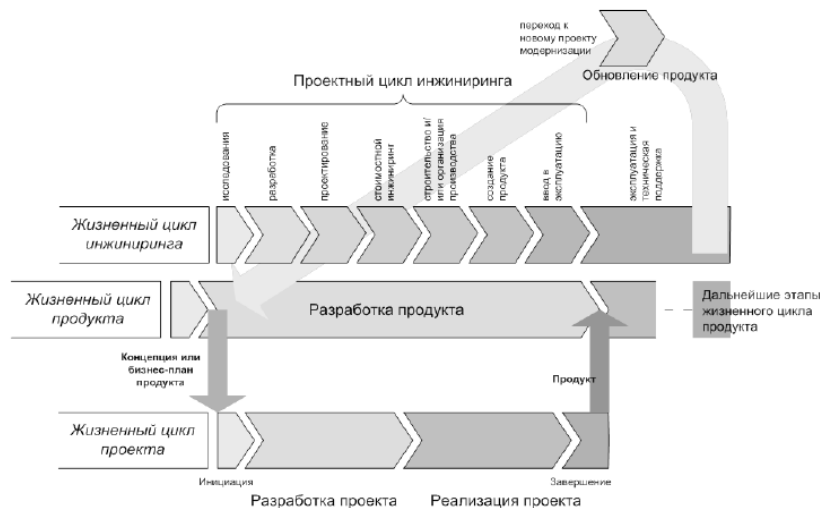 переход к
новому проекту
модернизации
Обновление продукта
Проектный цикл инжиниринга
исследования
разработка
проектирование
стоимостной
инжиниринг
строительство и/
или организация
производства
создание
продукта
ввод в
эксплуатацию
эксплуатация и
техническая
поддержка
Жизненный цикл
инжиниринга
Жизненный цикл
продукта
Разработка продукта
Дальнейшие этапы
жизненного цикла
продукта
Концепция или
бизнес-план
продукта
Продукт
Жизненный цикл
проекта
Инициация
Завершение
Разработка проекта
Реализация проекта